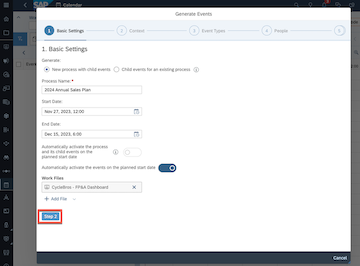 SAP
Calendar
Generate Events
1 Basic Settings
2 Context
3 Event Types
4 People
5
1. Basic Settings
Generate:
New process with child events
Child events for an existing process
Process Name: *
2024 Annual Sales Plan
Start Date:
Nov 27, 2023, 12:00
End Date:
Dec 15, 2023, 6:00
Automatically activate the process
and its child events on the
planned start date
Automatically activate the events on the planned start date
Work Files
CycleBros - FP&A Dashboard
Add File
Step 2
Cancel